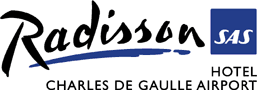 Radisson SAS
HOTEL
CHARLES DE GAULLE AIRPORT